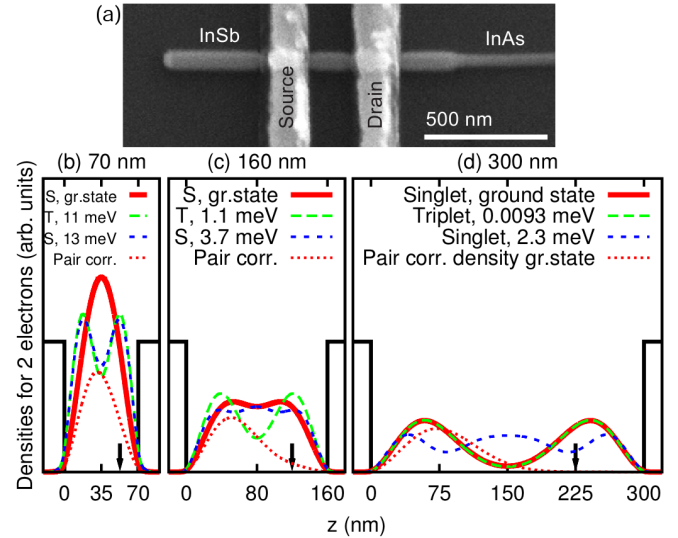 (a)
InSb
InAs
Source
Drain
500 nm
(b) 70 nm
(c) 160 nm
(d) 300 nm
Densities for 2 electrons (arb. units)
S, gr.state
T, 11 meV
S, 13 meV
Pair corr.
S, gr.state
T, 1.1 meV
S, 3.7 meV
Pair corr.
Singlet, ground state
Triplet, 0.0093 meV
Singlet, 2.3 meV
Pair corr. density gr.state
0 35 70
0 80 160
0 75 150 225 300
z (nm)